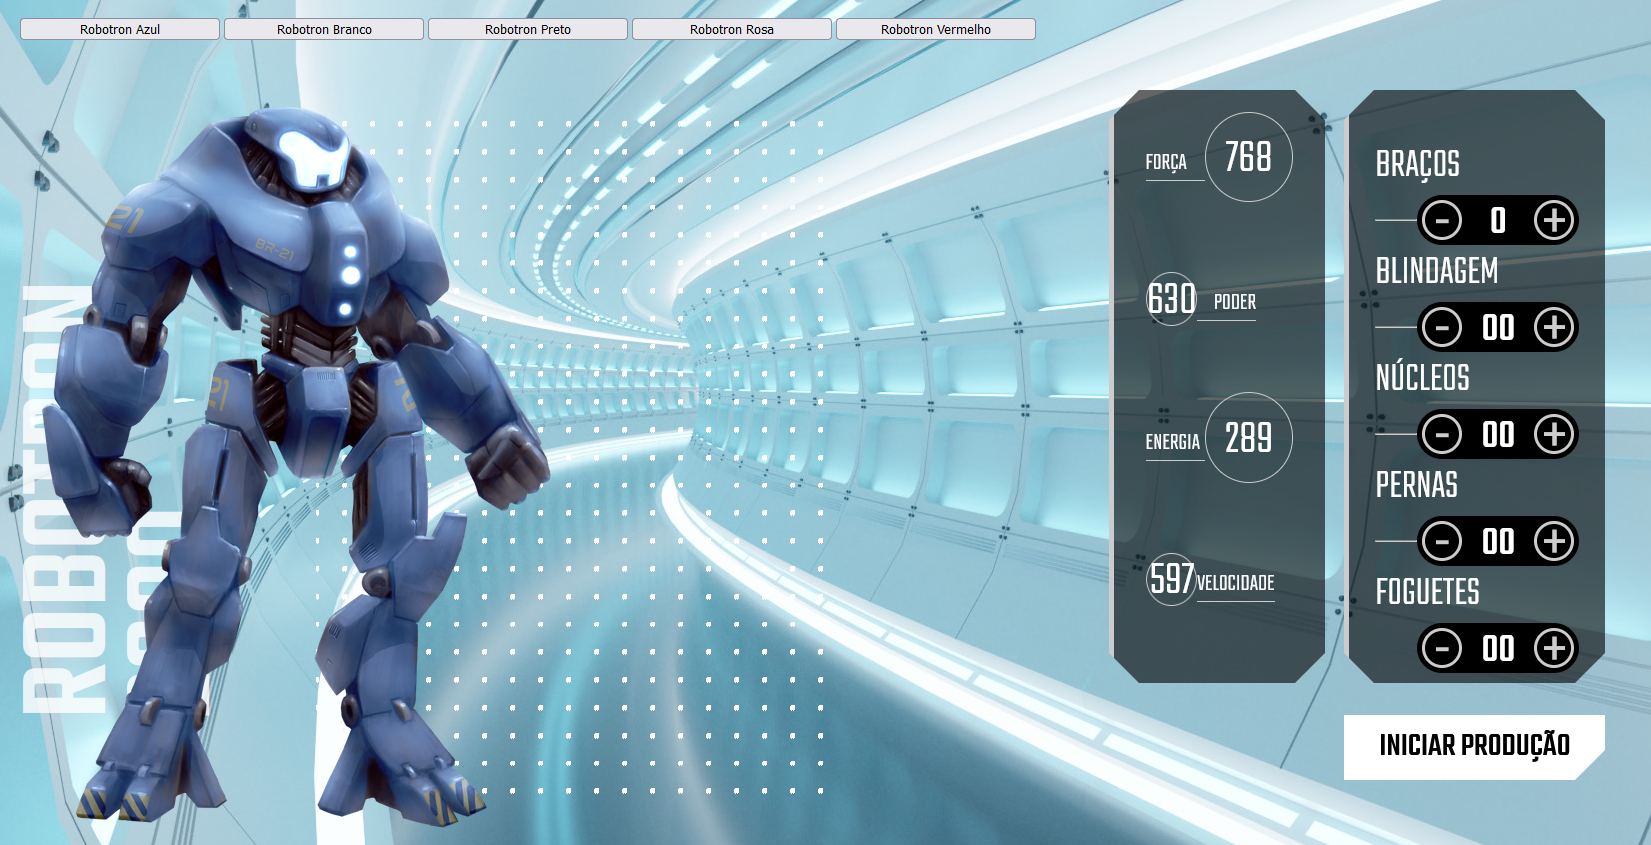 Robotron Azul
Robotron Branco
Robotron Preto
Robotron Rosa
Robotron Vermelho
ROBOTRON
21
BR-21
21
FORÇA
768
630
PODER
ENERGIA
289
597
VELOCIDADE
BRAÇOS
- 0 +
BLINDAGEM
- 00 +
NÚCLEOS
- 00 +
PERNAS
- 00 +
FOGUETES
- 00 +
INICIAR PRODUÇÃO